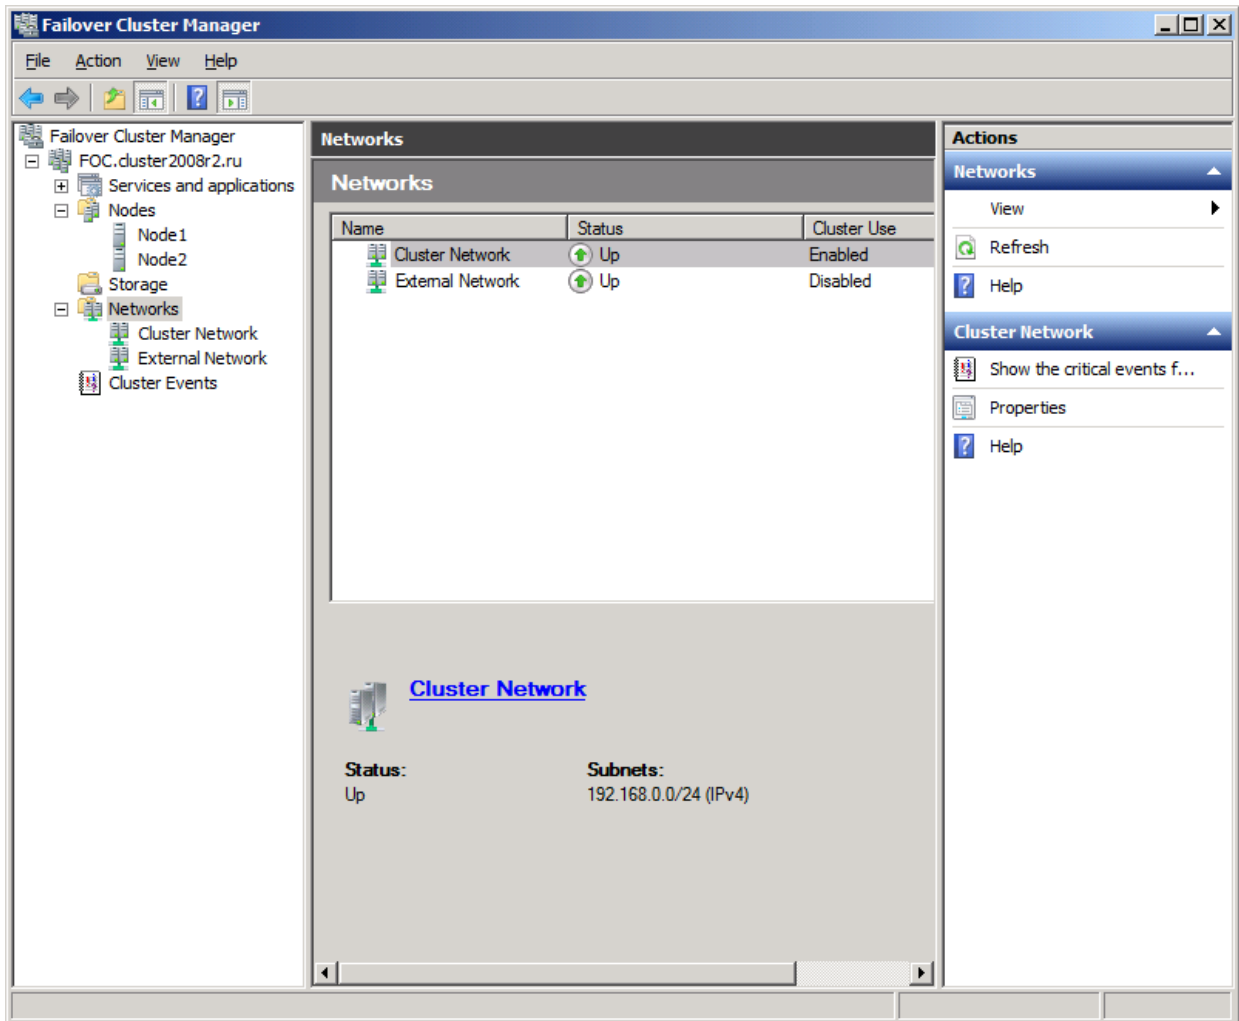 Failover Cluster Manager
File Action View Help
Failover Cluster Manager
FOC.cluster2008r2.ru
Services and applications
Nodes
Node1
Node2
Storage
Networks
Cluster Network
External Network
Cluster Events
Networks
Networks
Name Status Cluster Use
Cluster Network Up Enabled
External Network Up Disabled
Cluster Network
Status: Subnets:
Up 192.168.0.0/24 (IPv4)
Actions
Networks
View
Refresh
Help
Cluster Network
Show the critical events f...
Properties
Help